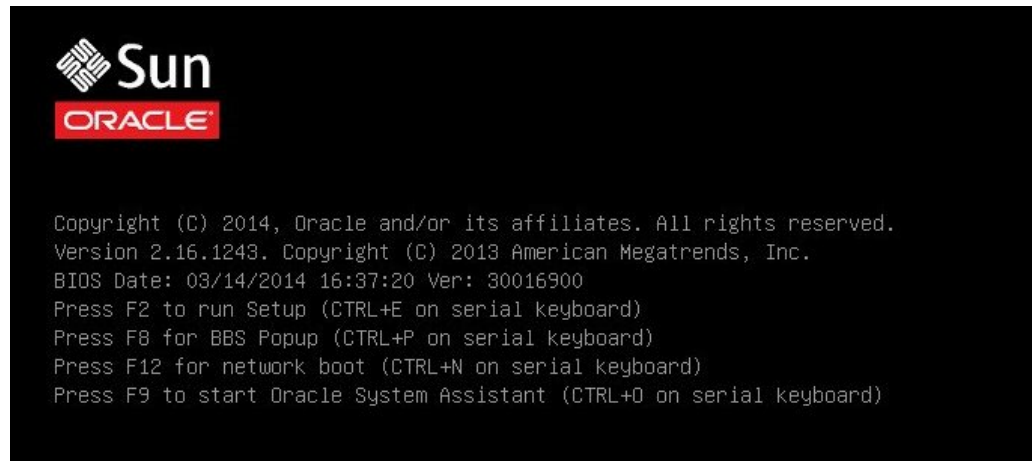 Sun
ORACLE
Copyright (C) 2014, Oracle and/or its affiliates. All rights reserved.
Version 2.16.1243. Copyright (C) 2013 American Megatrends, Inc.
BIOS Date: 03/14/2014 16:37:20 Ver: 30016900
Press F2 to run Setup (CTRL+E on serial keyboard)
Press F8 for BBS Popup (CTRL+P on serial keyboard)
Press F12 for network boot (CTRL+N on serial keyboard)
Press F9 to start Oracle System Assistant (CTRL+O on serial keyboard)